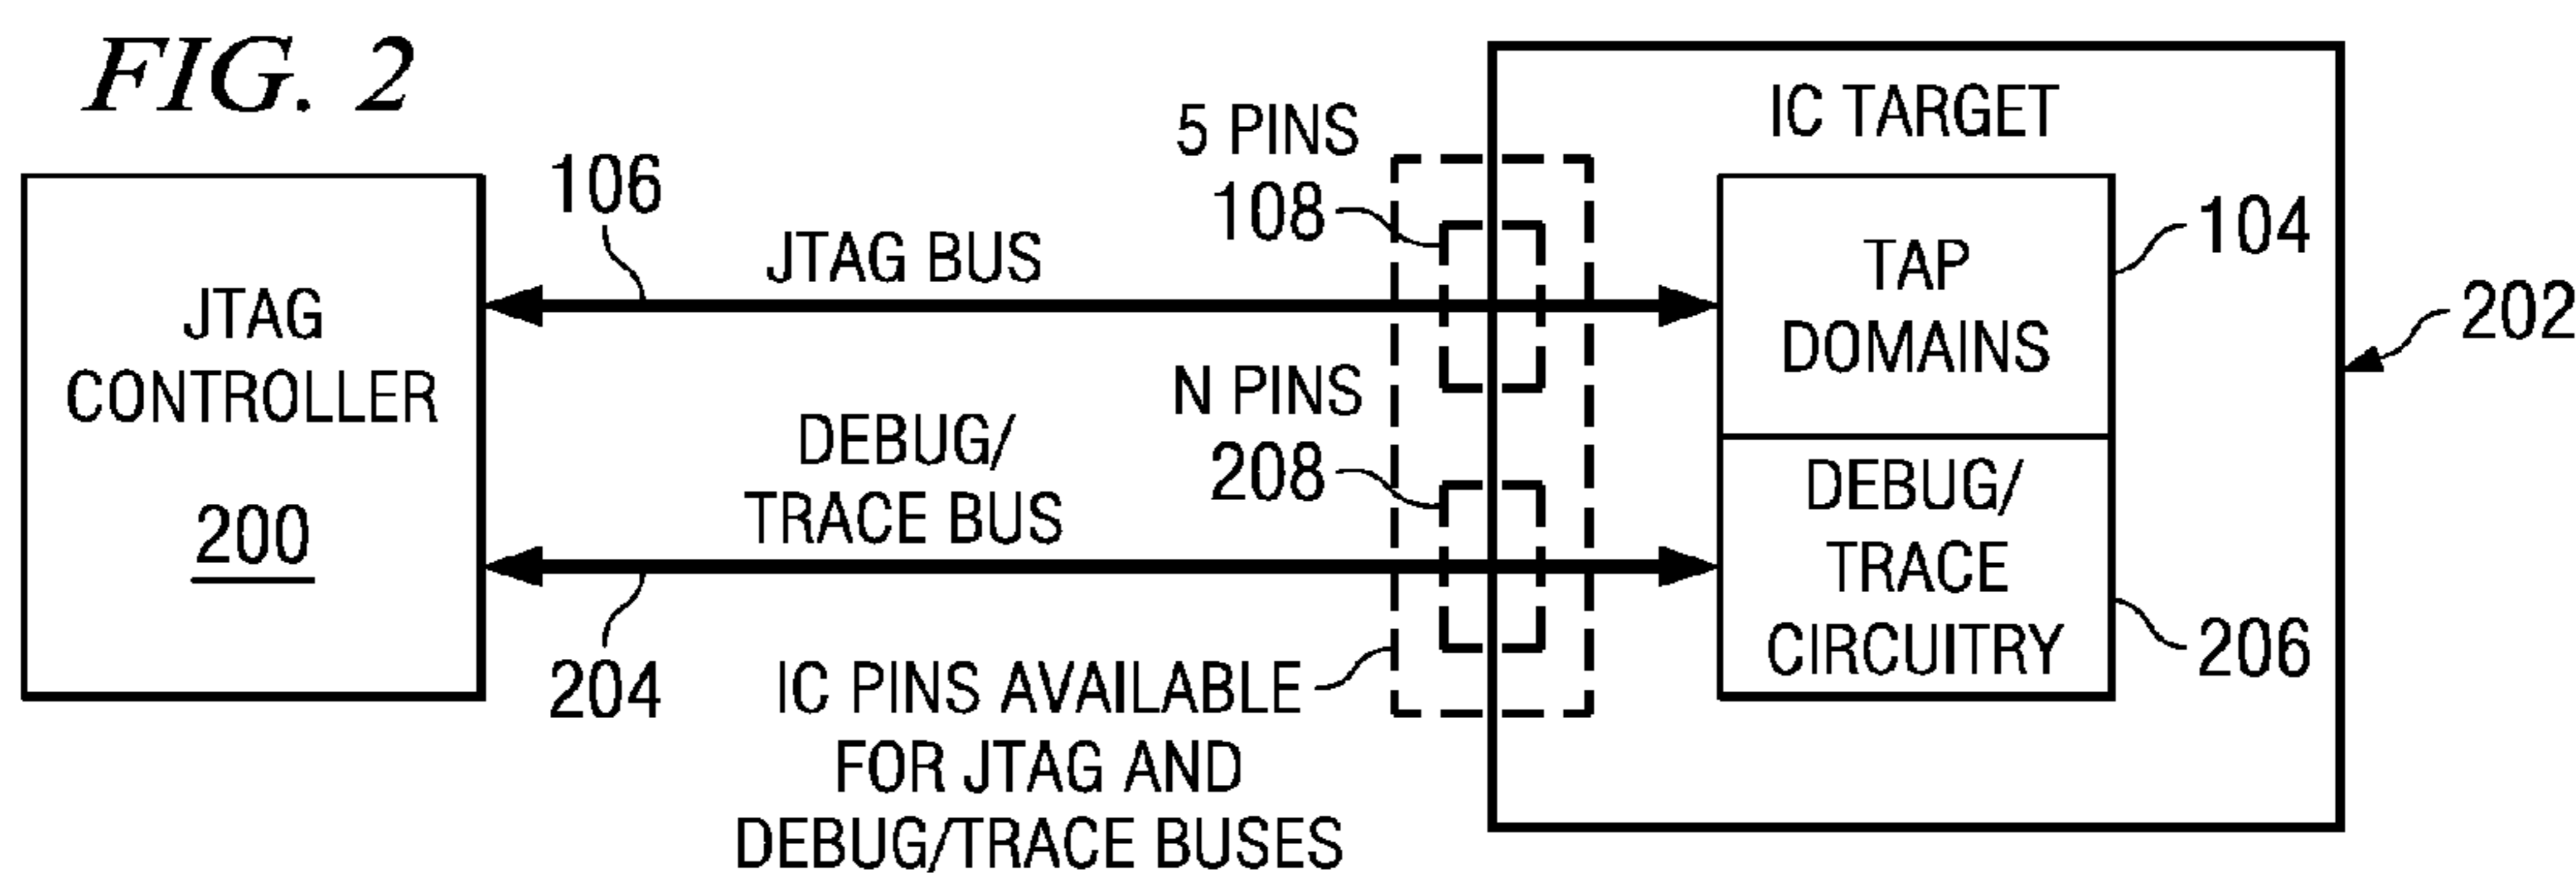 FIG. 2
JTAG
CONTROLLER
200
106
JTAG BUS
DEBUG/
TRACE BUS
204
5 PINS
108
N PINS
208
IC PINS AVAILABLE
FOR JTAG AND
DEBUG/TRACE BUSES
IC TARGET
TAP
DOMAINS
104
DEBUG/
TRACE
CIRCUITRY
206
202